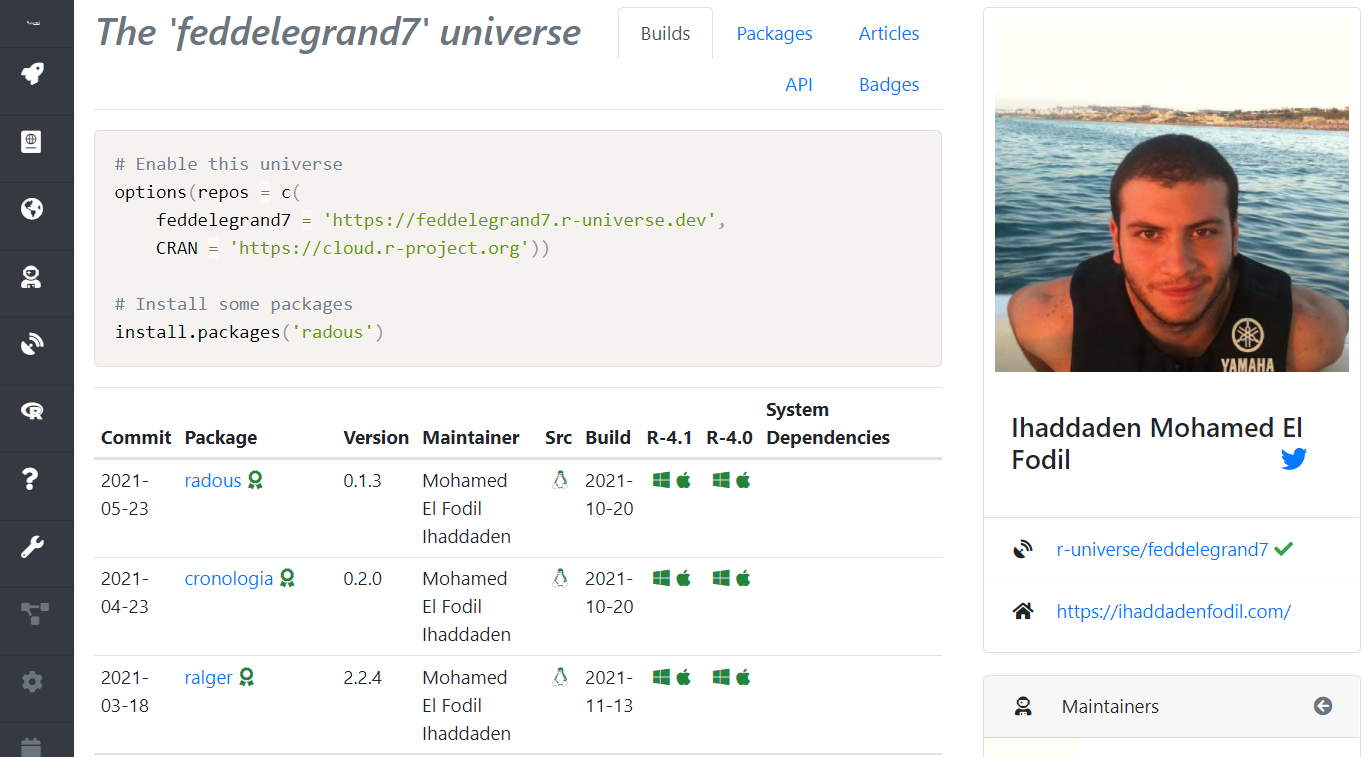 The 'feddelegrand7' universe
Builds
Packages
Articles
API
Badges
# Enable this universe
options(repos = c(
feddelegrand7 = 'https://feddelegrand7.r-universe.dev',
CRAN = 'https://cloud.r-project.org'))
# Install some packages
install.packages('radous')
Commit Package Version Maintainer Src Build R-4.1 R-4.0 System
Dependencies
2021- radous 0.1.3 Mohamed 2021-
05-23 El Fodil 10-20
Ihaddaden
2021- cronologia 0.2.0 Mohamed 2021-
04-23 El Fodil 10-20
Ihaddaden
2021- ralger 2.2.4 Mohamed 2021-
03-18 El Fodil 11-13
Ihaddaden
YAMAHA
Ihaddaden Mohamed El
Fodil
r-universe/feddelegrand7
https://ihaddadenfodil.com/
Maintainers